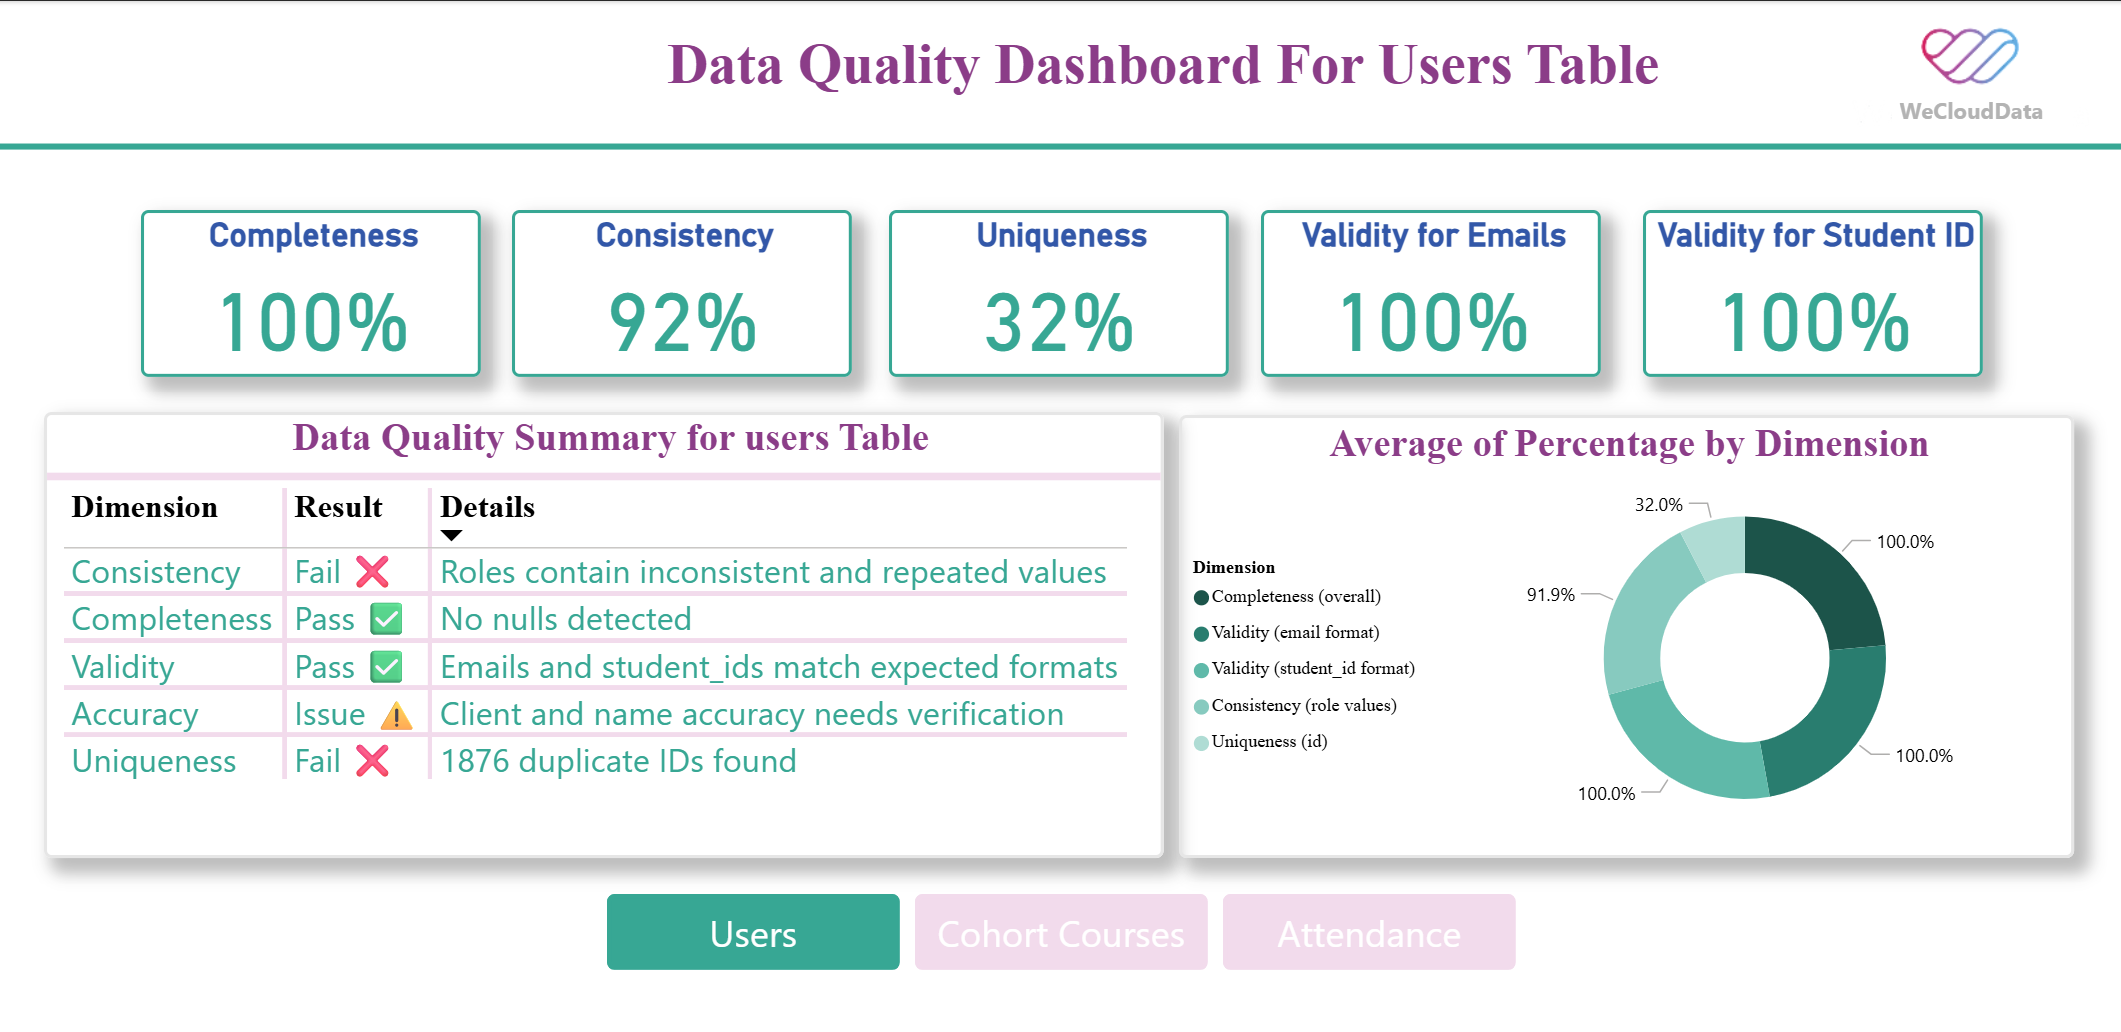 Data Quality Dashboard For Users Table
WeCloudData
Completeness
100%
Consistency
92%
Uniqueness
32%
Validity for Emails
100%
Validity for Student ID
100%
Data Quality Summary for users Table
Dimension Result Details
Consistency Fail ❌ Roles contain inconsistent and repeated values
Completeness Pass ✅ No nulls detected
Validity Pass ✅ Emails and student_ids match expected formats
Accuracy Issue ⚠️ Client and name accuracy needs verification
Uniqueness Fail ❌ 1876 duplicate IDs found
Average of Percentage by Dimension
Dimension
Completeness (overall)
Validity (email format)
Validity (student_id format)
Consistency (role values)
Uniqueness (id)
32.0%
100.0%
91.9%
100.0%
100.0%
Users
Cohort Courses
Attendance